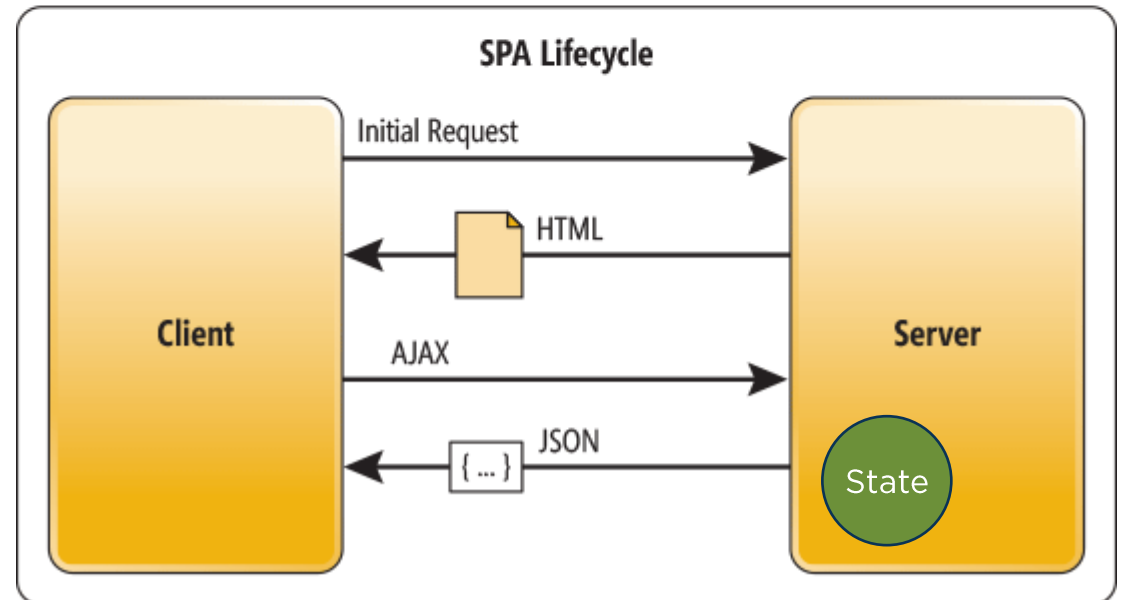 SPA Lifecycle
Initial Request
HTML
Client
Server
AJAX
JSON
{ ... }
State